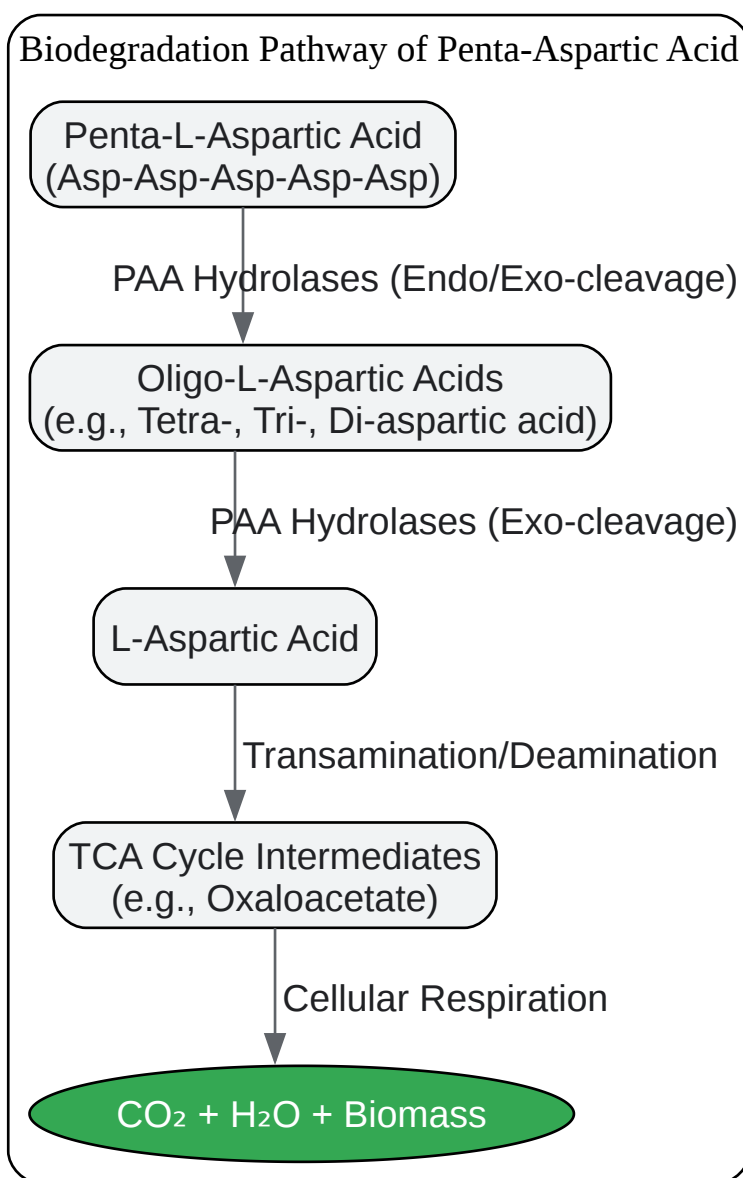 Biodegradation Pathway of Penta-Aspartic Acid
Penta-L-Aspartic Acid
(Asp-Asp-Asp-Asp-Asp)
PAA Hydrolases (Endo/Exo-cleavage)
Oligo-L-Aspartic Acids
(e.g., Tetra-, Tri-, Di-aspartic acid)
PAA Hydrolases (Exo-cleavage)
L-Aspartic Acid
Transamination/Deamination
TCA Cycle Intermediates
(e.g., Oxaloacetate)
Cellular Respiration
CO₂ + H₂O + Biomass